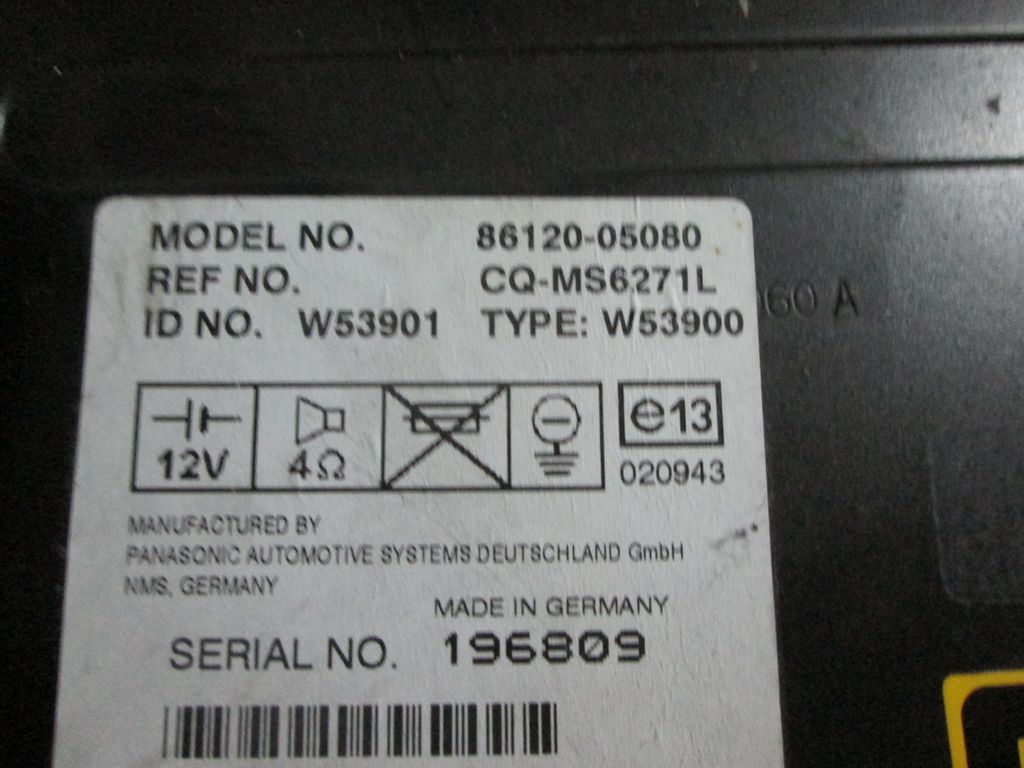 MODEL NO. 86120-05080
REF NO. CQ-MS6271L
ID NO. W53901 TYPE: W53900
12V 4Ω e13
020943
MANUFACTURED BY
PANASONIC AUTOMOTIVE SYSTEMS DEUTSCHLAND GmbH
NMS, GERMANY
MADE IN GERMANY
SERIAL NO. 196809
60 A